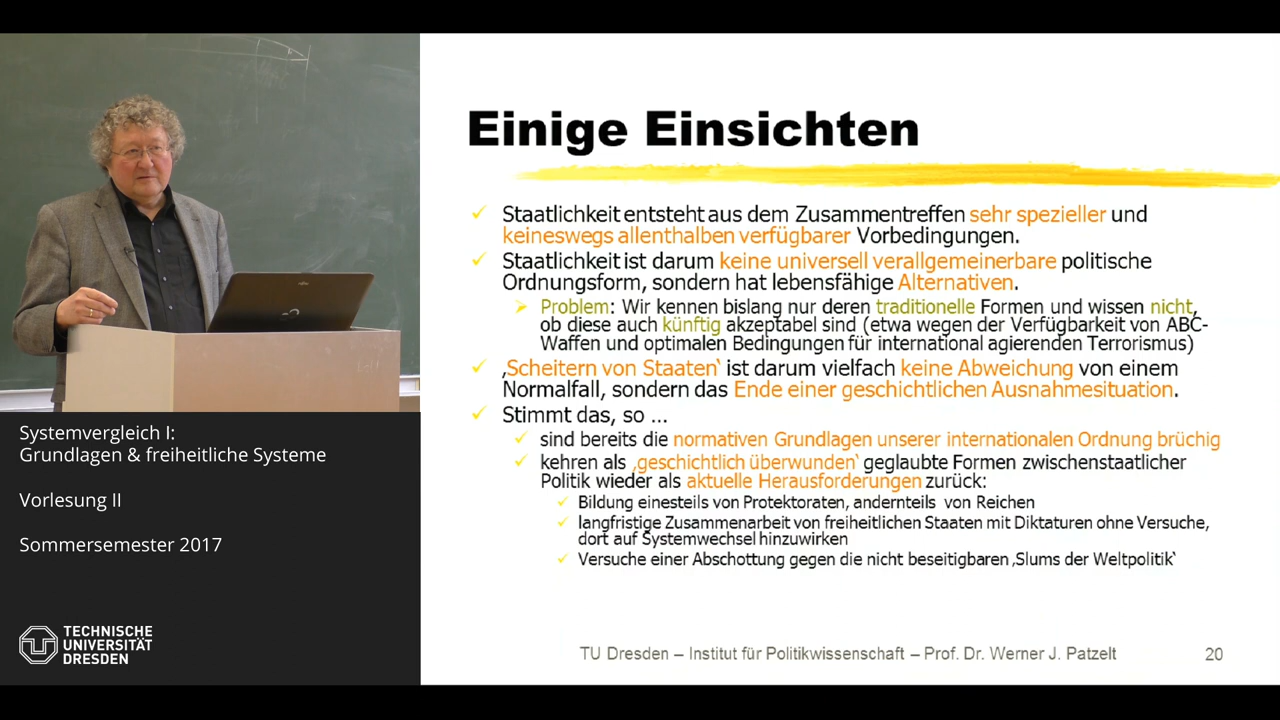 Einige Einsichten
Staatlichkeit entsteht aus dem Zusammentreffen sehr spezieller und
keineswegs allenthalben verfügbarer Vorbedingungen.
Staatlichkeit ist darum keine universell verallgemeinerbare politische
Ordnungsform, sondern hat lebensfähige Alternativen.
Problem: Wir kennen bislang nur deren traditionelle Formen und wissen nicht,
ob diese auch künftig akzeptabel sind (etwa wegen der Verfügbarkeit von ABC-
Waffen und optimalen Bedingungen für international agierenden Terrorismus)
‚Scheitern von Staaten‘ ist darum vielfach keine Abweichung von einem
Normalfall, sondern das Ende einer geschichtlichen Ausnahmesituation.
Stimmt das, so ...
sind bereits die normativen Grundlagen unserer internationalen Ordnung brüchig
kehren als ‚geschichtlich überwunden‘ geglaubte Formen zwischenstaatlicher
Politik wieder als aktuelle Herausforderungen zurück:
Bildung einesteils von Protektoraten, andernteils von Reichen
langfristige Zusammenarbeit von freiheitlichen Staaten mit Diktaturen ohne Versuche,
dort auf Systemwechsel hinzuwirken
Versuche einer Abschottung gegen die nicht beseitigbaren ‚Slums der Weltpolitik‘
TU Dresden – Institut für Politikwissenschaft – Prof. Dr. Werner J. Patzelt
20
Systemvergleich I:
Grundlagen & freiheitliche Systeme
Vorlesung II
Sommersemester 2017
TECHNISCHE
UNIVERSITÄT
DRESDEN